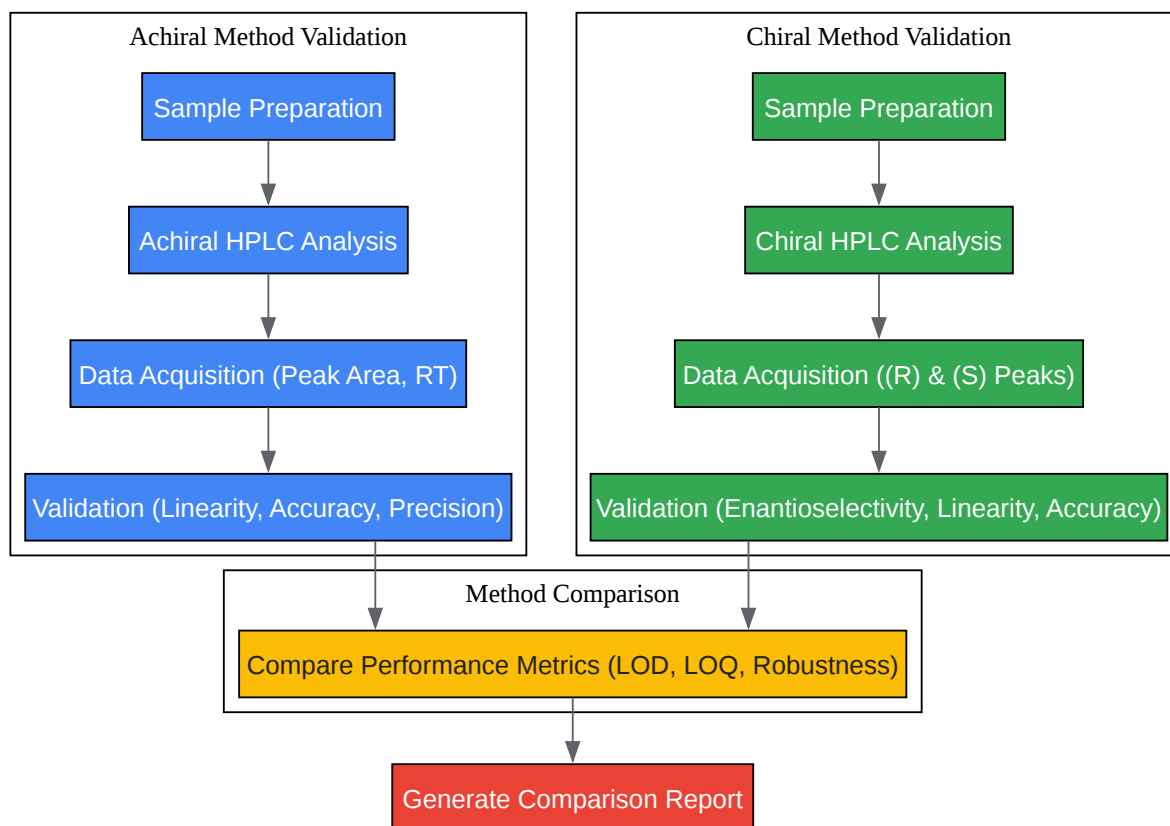 Achiral Method Validation
Sample Preparation
Achiral HPLC Analysis
Data Acquisition (Peak Area, RT)
Validation (Linearity, Accuracy, Precision)
Chiral Method Validation
Sample Preparation
Chiral HPLC Analysis
Data Acquisition ((R) & (S) Peaks)
Validation (Enantioselectivity, Linearity, Accuracy)
Method Comparison
Compare Performance Metrics (LOD, LOQ, Robustness)
Generate Comparison Report